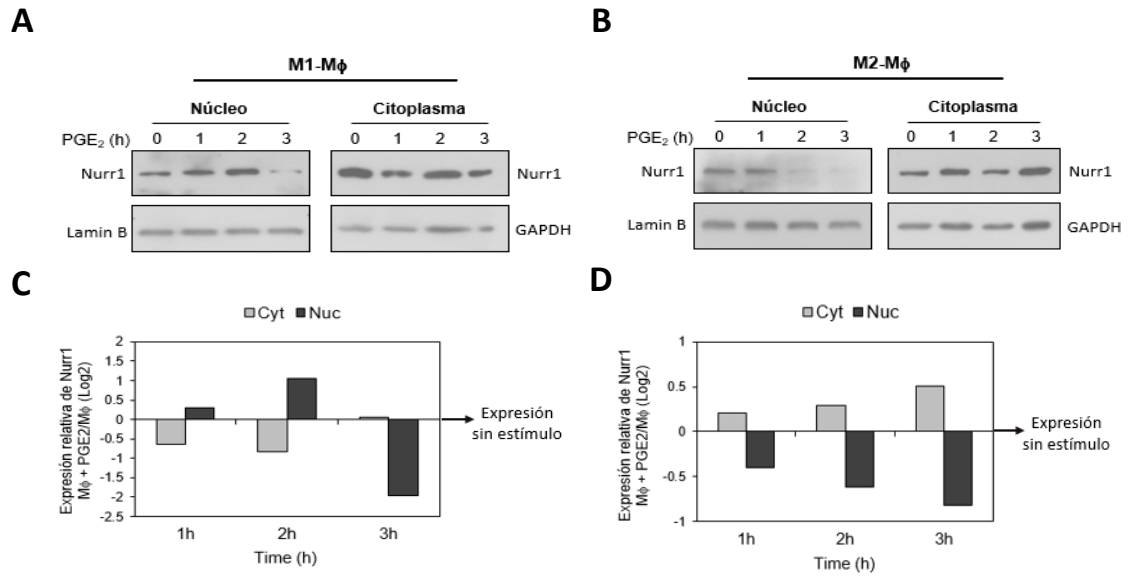 A
M1-Mϕ
Núcleo Citoplasma
PGE₂ (h) 0 1 2 3 0 1 2 3
Nurr1 Nurr1
Lamin B GAPDH
B
M2-Mϕ
Núcleo Citoplasma
PGE₂ (h) 0 1 2 3 0 1 2 3
Nurr1 Nurr1
Lamin B GAPDH
C
Cyt Nuc
Expresión relativa de Nurr1
Mϕ + PGE2/Mϕ (Log2)
2
1.5
1
0.5
0
-0.5
-1
-1.5
-2
-2.5
1h 2h 3h
Time (h)
Expresión
sin estímulo
D
Cyt Nuc
Expresión relativa de Nurr1
Mϕ + PGE2/Mϕ (Log2)
1
0.5
0
-0.5
-1
1h 2h 3h
Time (h)
Expresión
sin estímulo